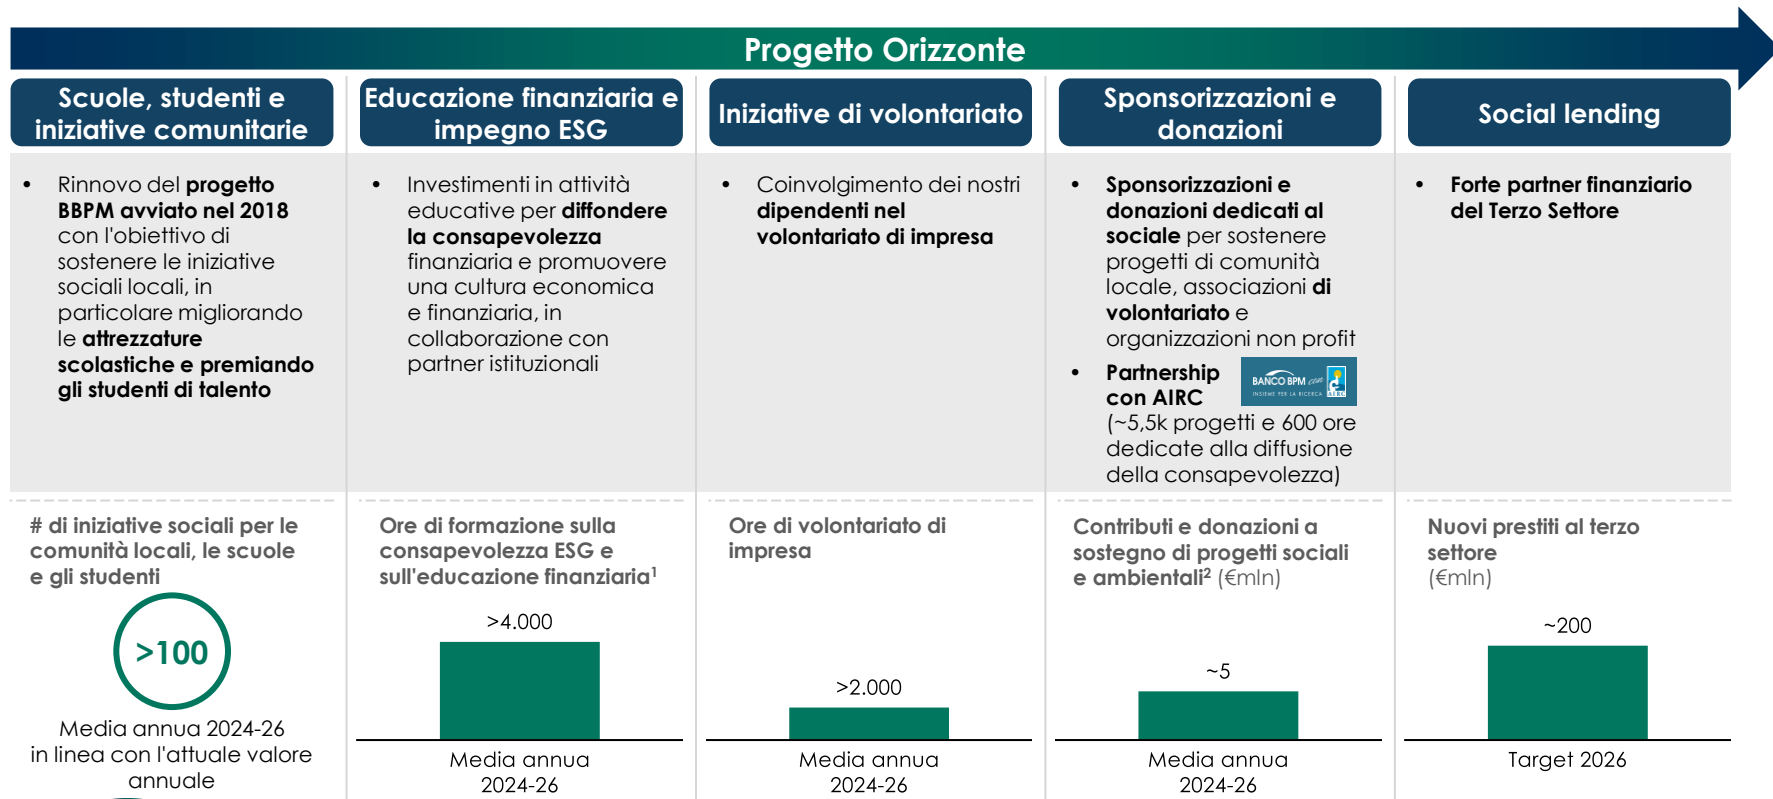 Progetto Orizzonte
Scuole, studenti e
iniziative comunitarie
• Rinnovo del progetto
BBPM avviato nel 2018
con l'obiettivo di
sostenere le iniziative
sociali locali, in
particolare migliorando
le attrezzature
scolastiche e premiando
gli studenti di talento
# di iniziative sociali per le
comunità locali, le scuole
e gli studenti
>100
Media annua 2024-26
in linea con l'attuale valore
annuale
Educazione finanziaria e
impegno ESG
• Investimenti in attività
educative per diffondere
la consapevolezza
finanziaria e promuovere
una cultura economica
e finanziaria, in
collaborazione con
partner istituzionali
Ore di formazione sulla
consapevolezza ESG e
sull'educazione finanziaria¹
>4.000
Media annua
2024-26
Iniziative di volontariato
• Coinvolgimento dei nostri
dipendenti nel
volontariato di impresa
Ore di volontariato di
impresa
>2.000
Media annua
2024-26
Sponsorizzazioni e
donazioni
• Sponsorizzazioni e
donazioni dedicati al
sociale per sostenere
progetti di comunità
locale, associazioni di
volontariato e
organizzazioni non profit
• Partnership
con AIRC
BANCO BPM con
INSIEME PER LA RICERCA
AIRC
(~5,5k progetti e 600 ore
dedicate alla diffusione
della consapevolezza)
Contributi e donazioni a
sostegno di progetti sociali
e ambientali² (€mln)
~5
Media annua
2024-26
Social lending
• Forte partner finanziario
del Terzo Settore
Nuovi prestiti al terzo
settore
(€mln)
~200
Target 2026